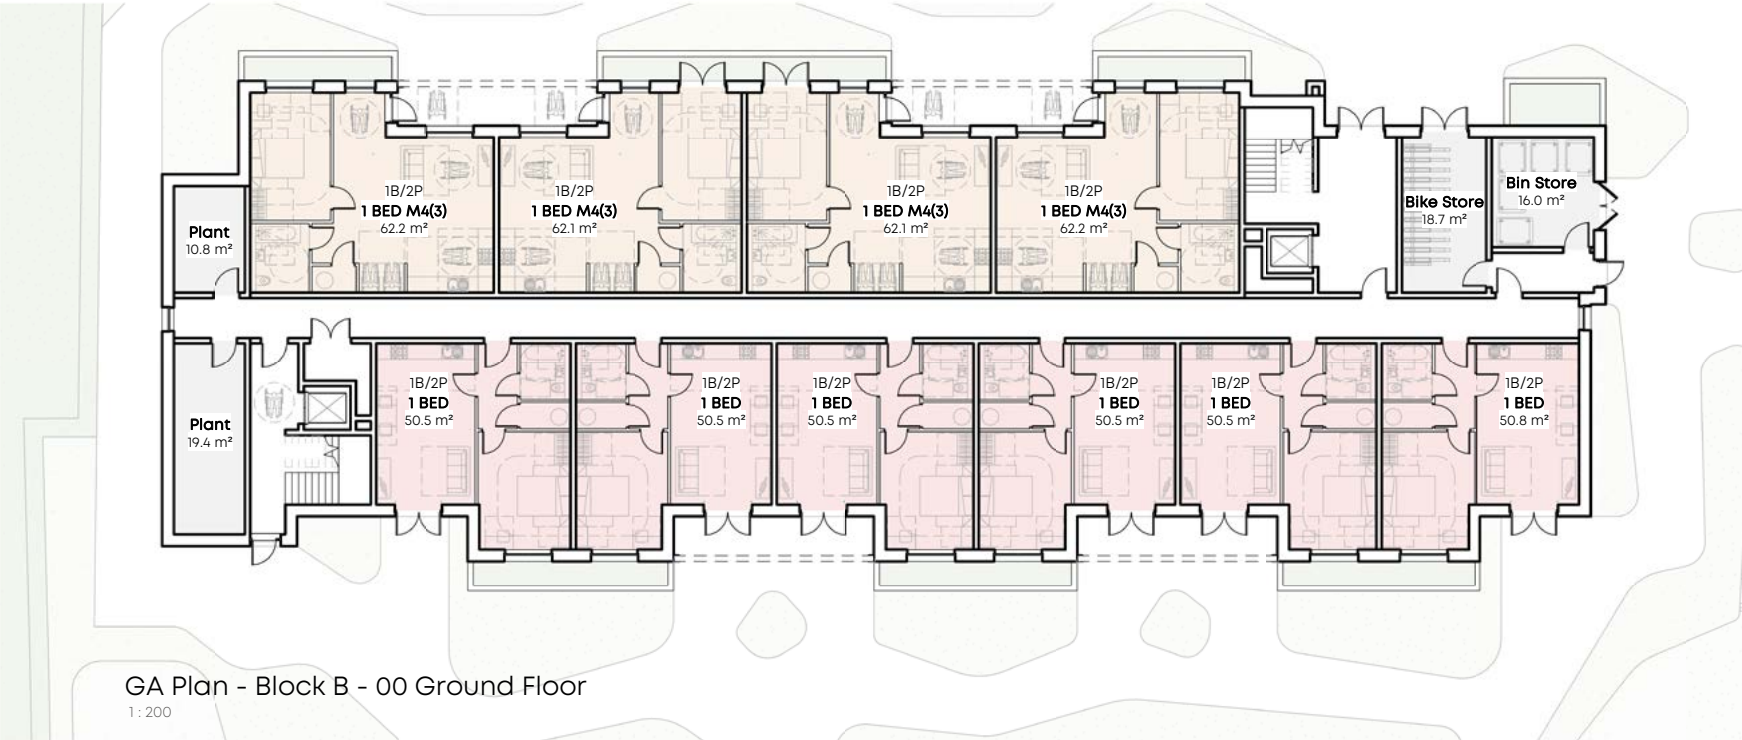 1B/2P
1 BED M4(3)
62.2 m²
1B/2P
1 BED M4(3)
62.1 m²
1B/2P
1 BED M4(3)
62.1 m²
1B/2P
1 BED M4(3)
62.2 m²
Bike Store
18.7 m²
Bin Store
16.0 m²
Plant
10.8 m²
Plant
19.4 m²
1B/2P
1 BED
50.5 m²
1B/2P
1 BED
50.5 m²
1B/2P
1 BED
50.5 m²
1B/2P
1 BED
50.5 m²
1B/2P
1 BED
50.5 m²
1B/2P
1 BED
50.8 m²
GA Plan - Block B - 00 Ground Floor
1 : 200